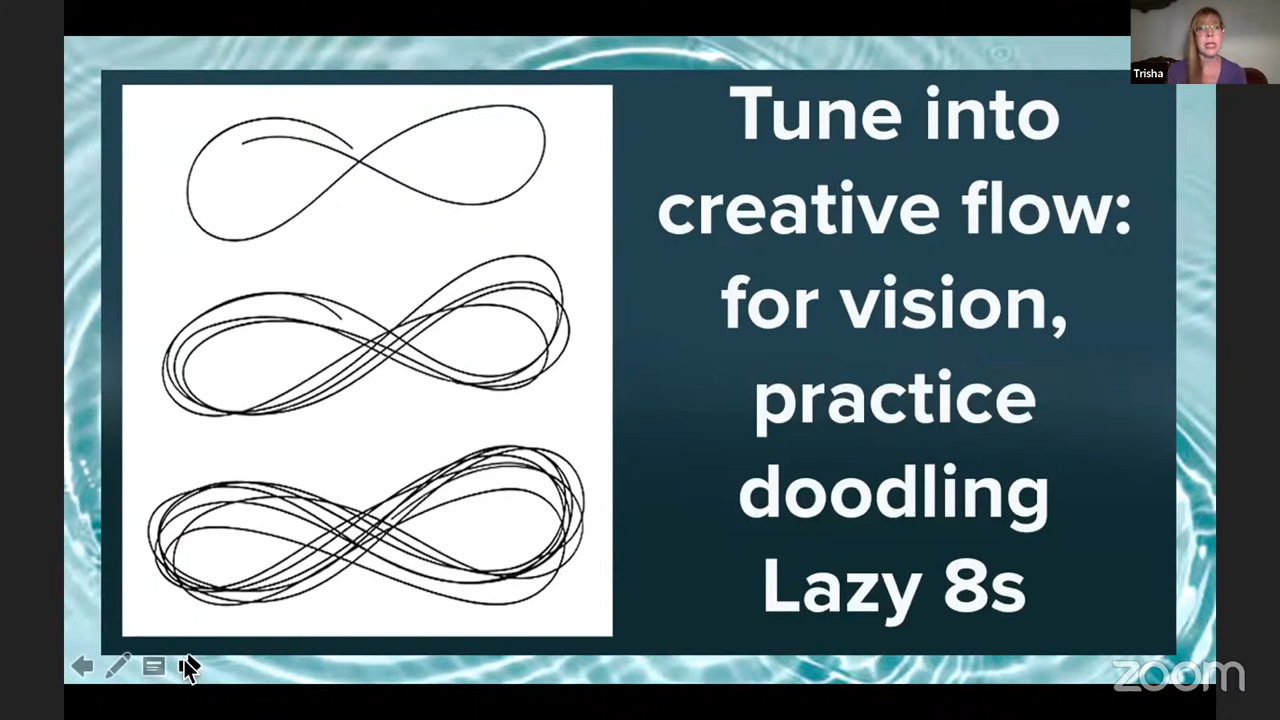 Trisha
Tune into
creative flow:
for vision,
practice
doodling
Lazy 8s
zoom